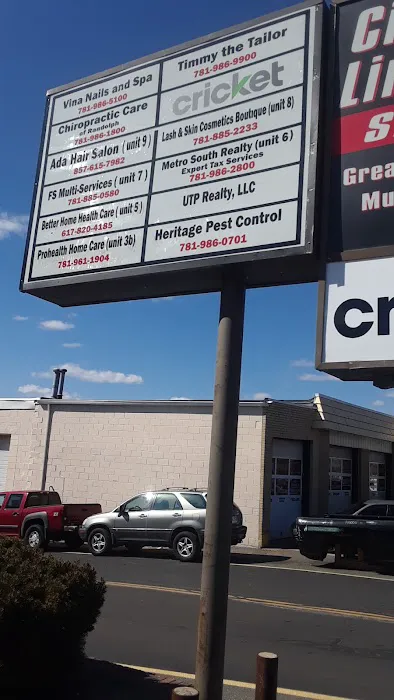 Vina Nails and Spa
781-986-5100
Chiropractic Care
of Randolph
781-986-1800
Ada Hair Salon (unit 9)
857-615-7982
FS Multi-Services (unit 7)
781-885-0580
Better Home Health Care (unit 5)
617-820-4185
Prohealth Home Care (unit 3b)
781-961-1904
Timmy the Tailor
781-986-9900
cricket
Lash & Skin Cosmetics Boutique (unit 8)
781-885-2233
Metro South Realty (unit 6)
Expert Tax Services
781-986-2800
UTP Realty, LLC
Heritage Pest Control
781-986-0701
Grea
Mu
cr